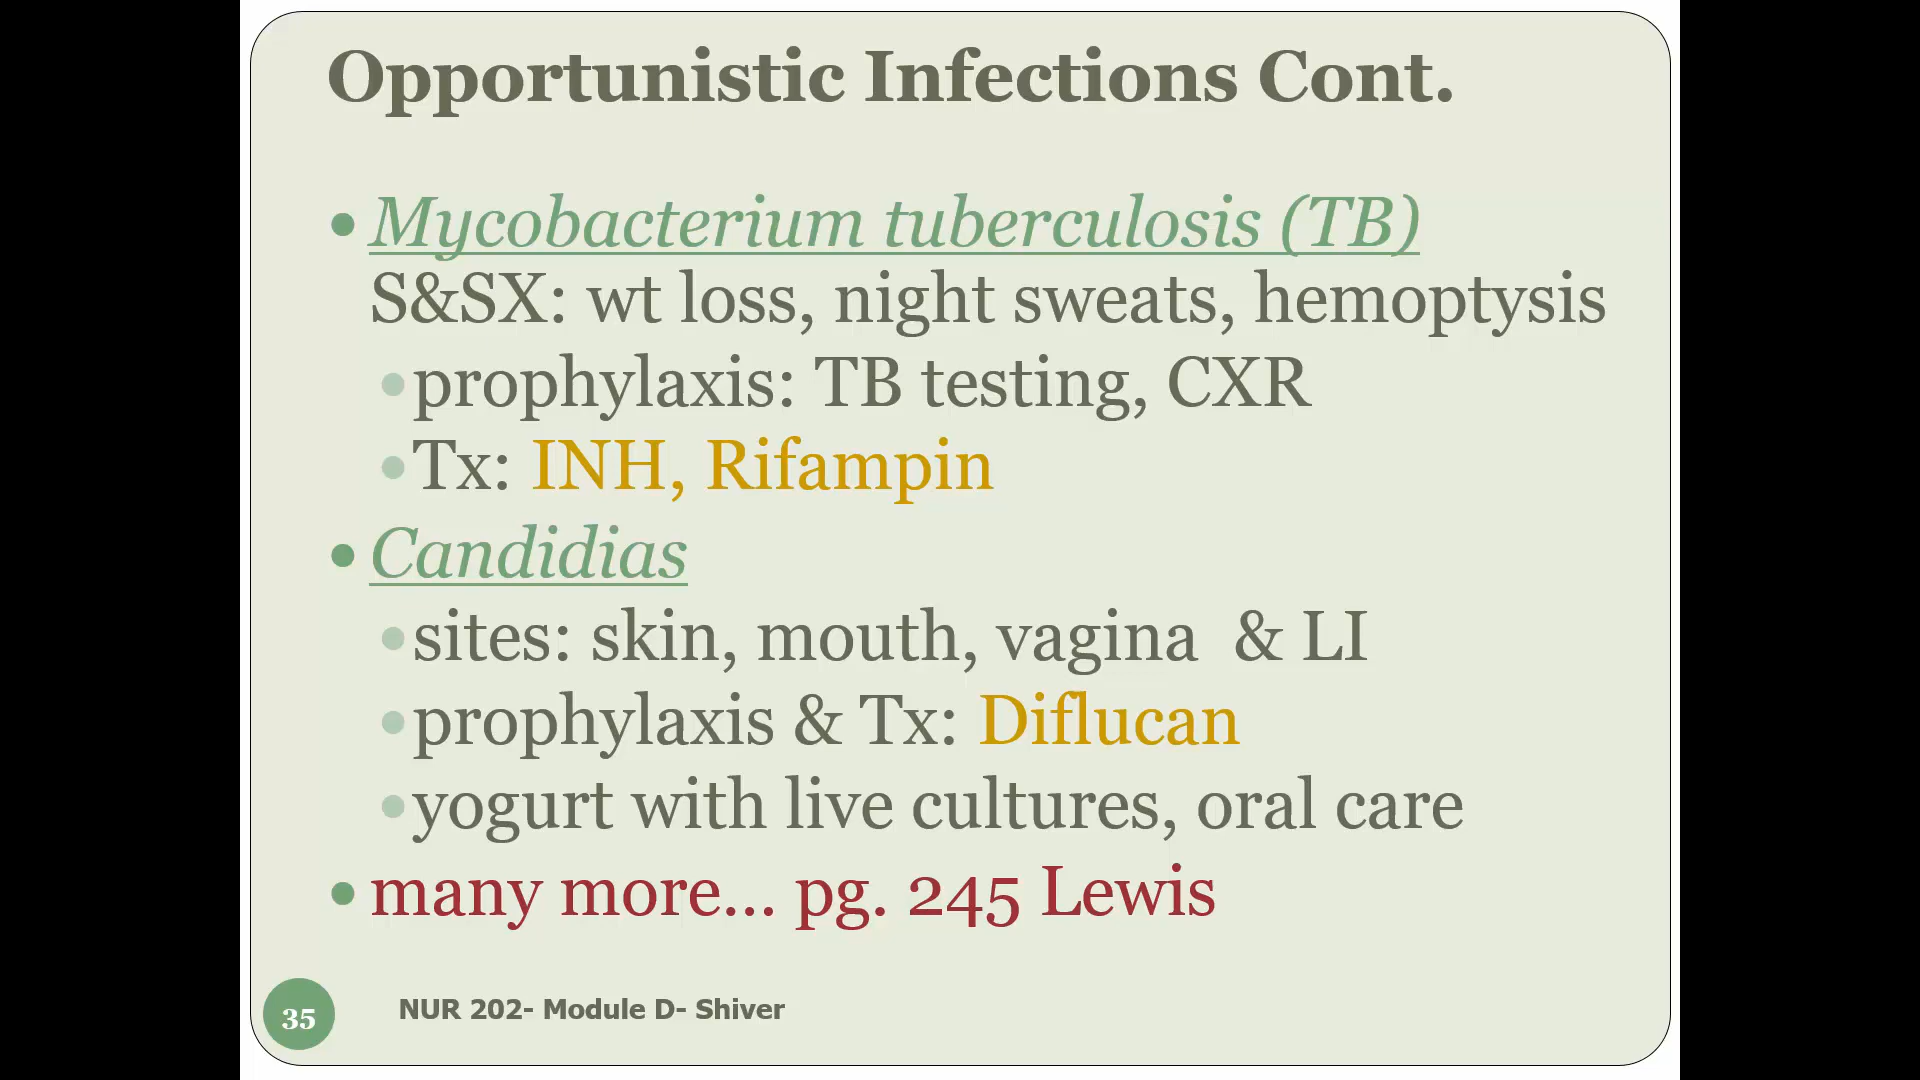 Opportunistic Infections Cont.
• Mycobacterium tuberculosis (TB)
S&SX: wt loss, night sweats, hemoptysis
• prophylaxis: TB testing, CXR
• Tx: INH, Rifampin
• Candidias
• sites: skin, mouth, vagina & LI
• prophylaxis & Tx: Diflucan
• yogurt with live cultures, oral care
• many more... pg. 245 Lewis
35
NUR 202- Module D- Shiver